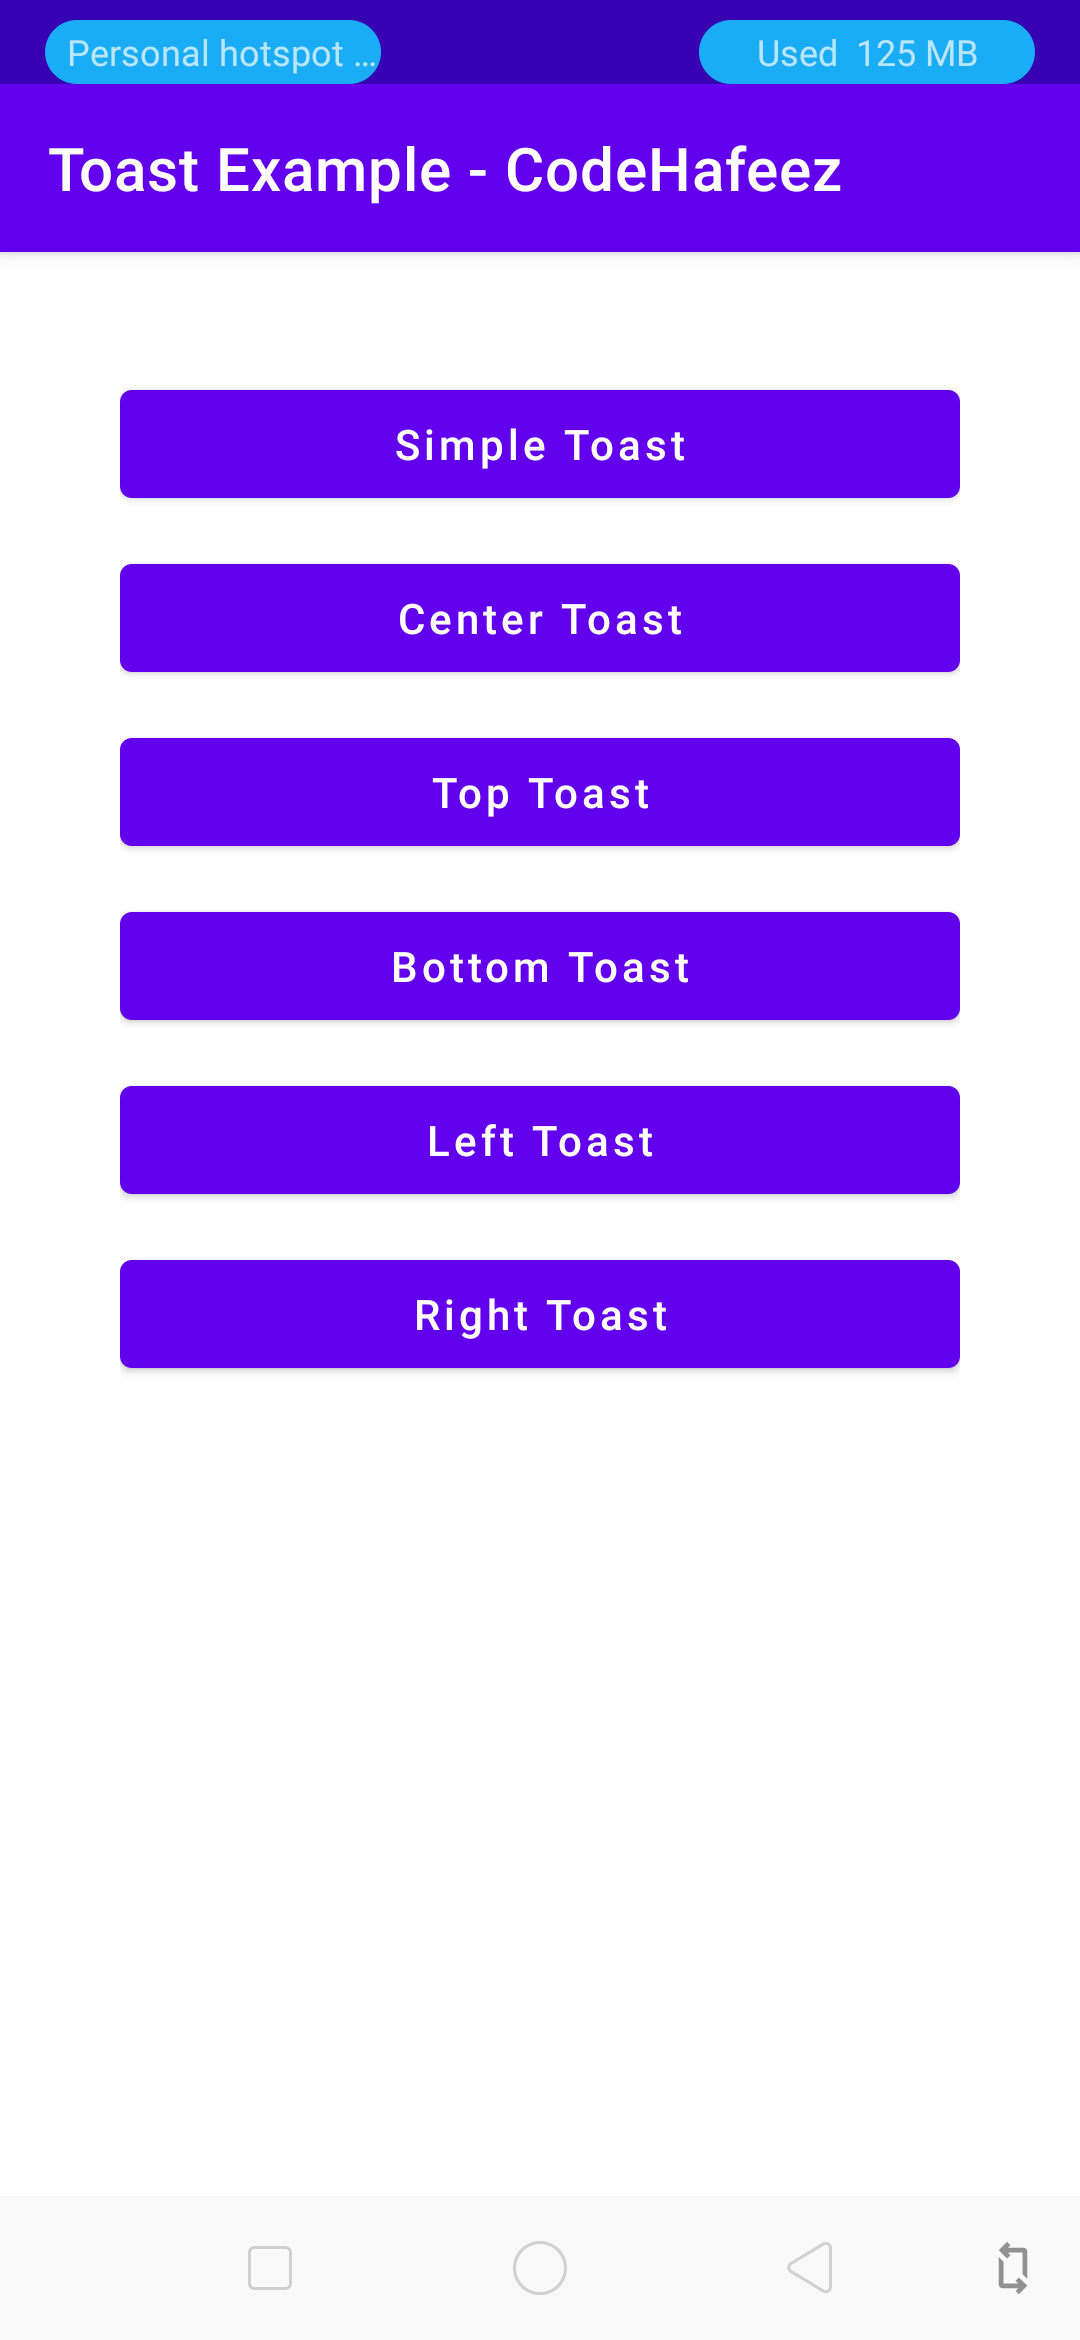 Personal hotspot ...
Used 125 MB
Toast Example - CodeHafeez
Simple Toast
Center Toast
Top Toast
Bottom Toast
Left Toast
Right Toast